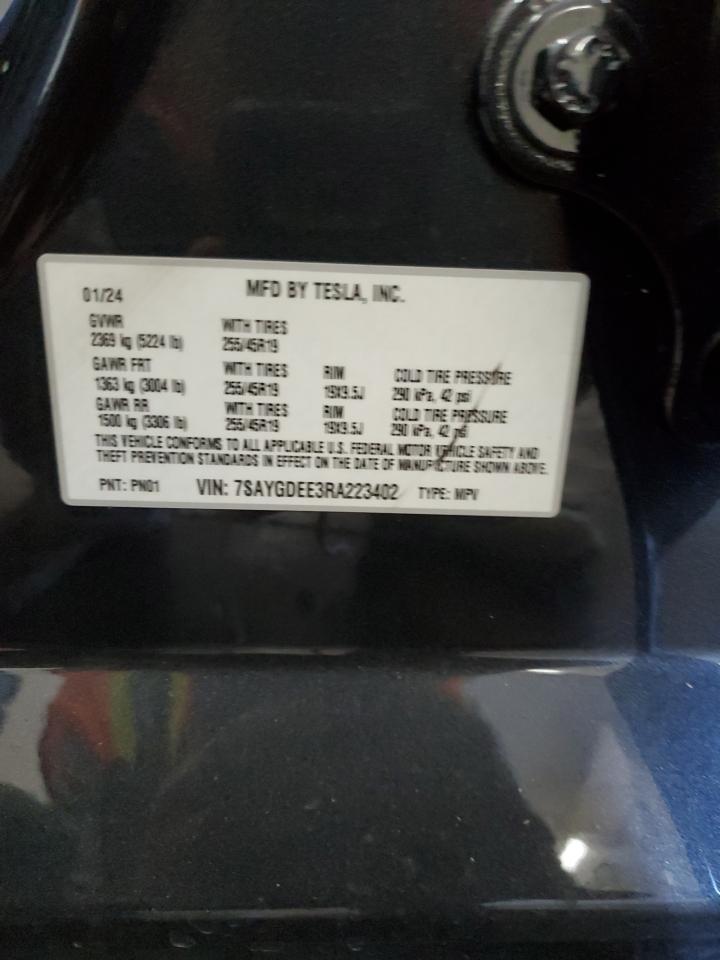 01/24 MFD BY TESLA, INC.
GVWR WITH TIRES
2369 kg (5224 lb) 255/45R19
GAWR FRT WITH TIRES RIM COLD TIRE PRESSURE
1363 kg (3004 lb) 255/45R19 19X9.5J 290 kPa, 42 psi
GAWR RR WITH TIRES RIM COLD TIRE PRESSURE
1500 kg (3306 lb) 255/45R19 19X9.5J 290 kPa, 42 psi
THIS VEHICLE CONFORMS TO ALL APPLICABLE U.S. FEDERAL MOTOR VEHICLE SAFETY AND
THEFT PREVENTION STANDARDS IN EFFECT ON THE DATE OF MANUFACTURE SHOWN ABOVE.
PNT: PN01 VIN: 7SAYGDEE3RA223402 TYPE: MPV